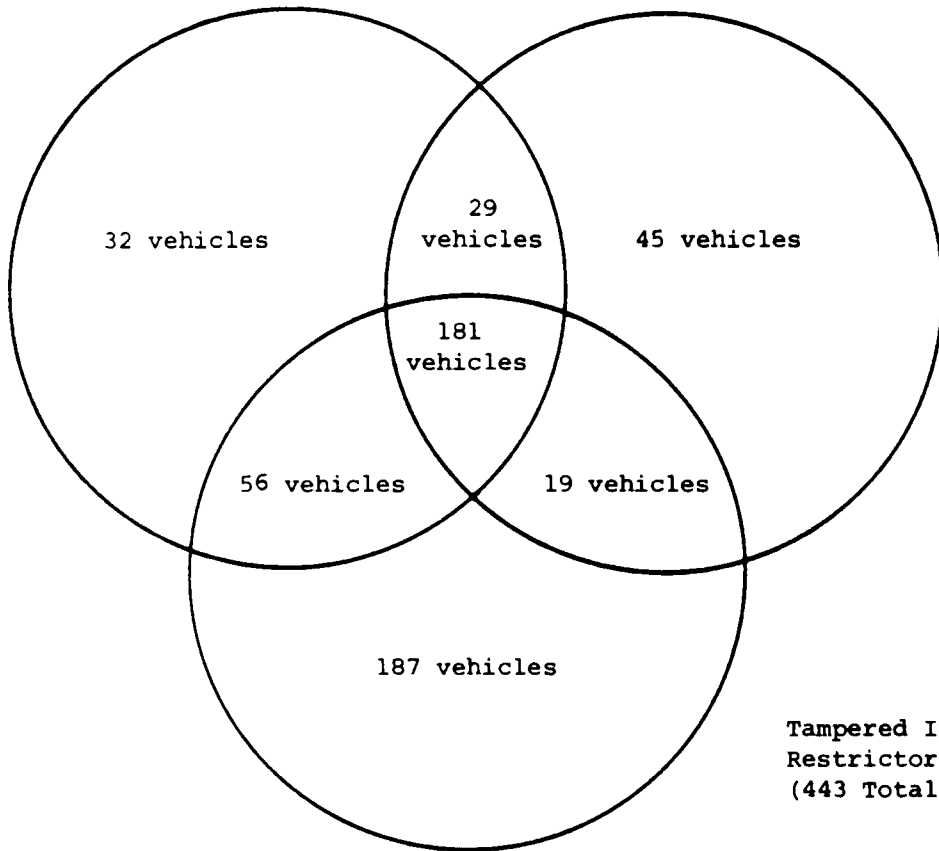 29
32 vehicles
vehicles
45 vehicles
181
vehicles
56 vehicles
19 vehicles
187 vehicles
Tampered I
Restrictor
(443 Total